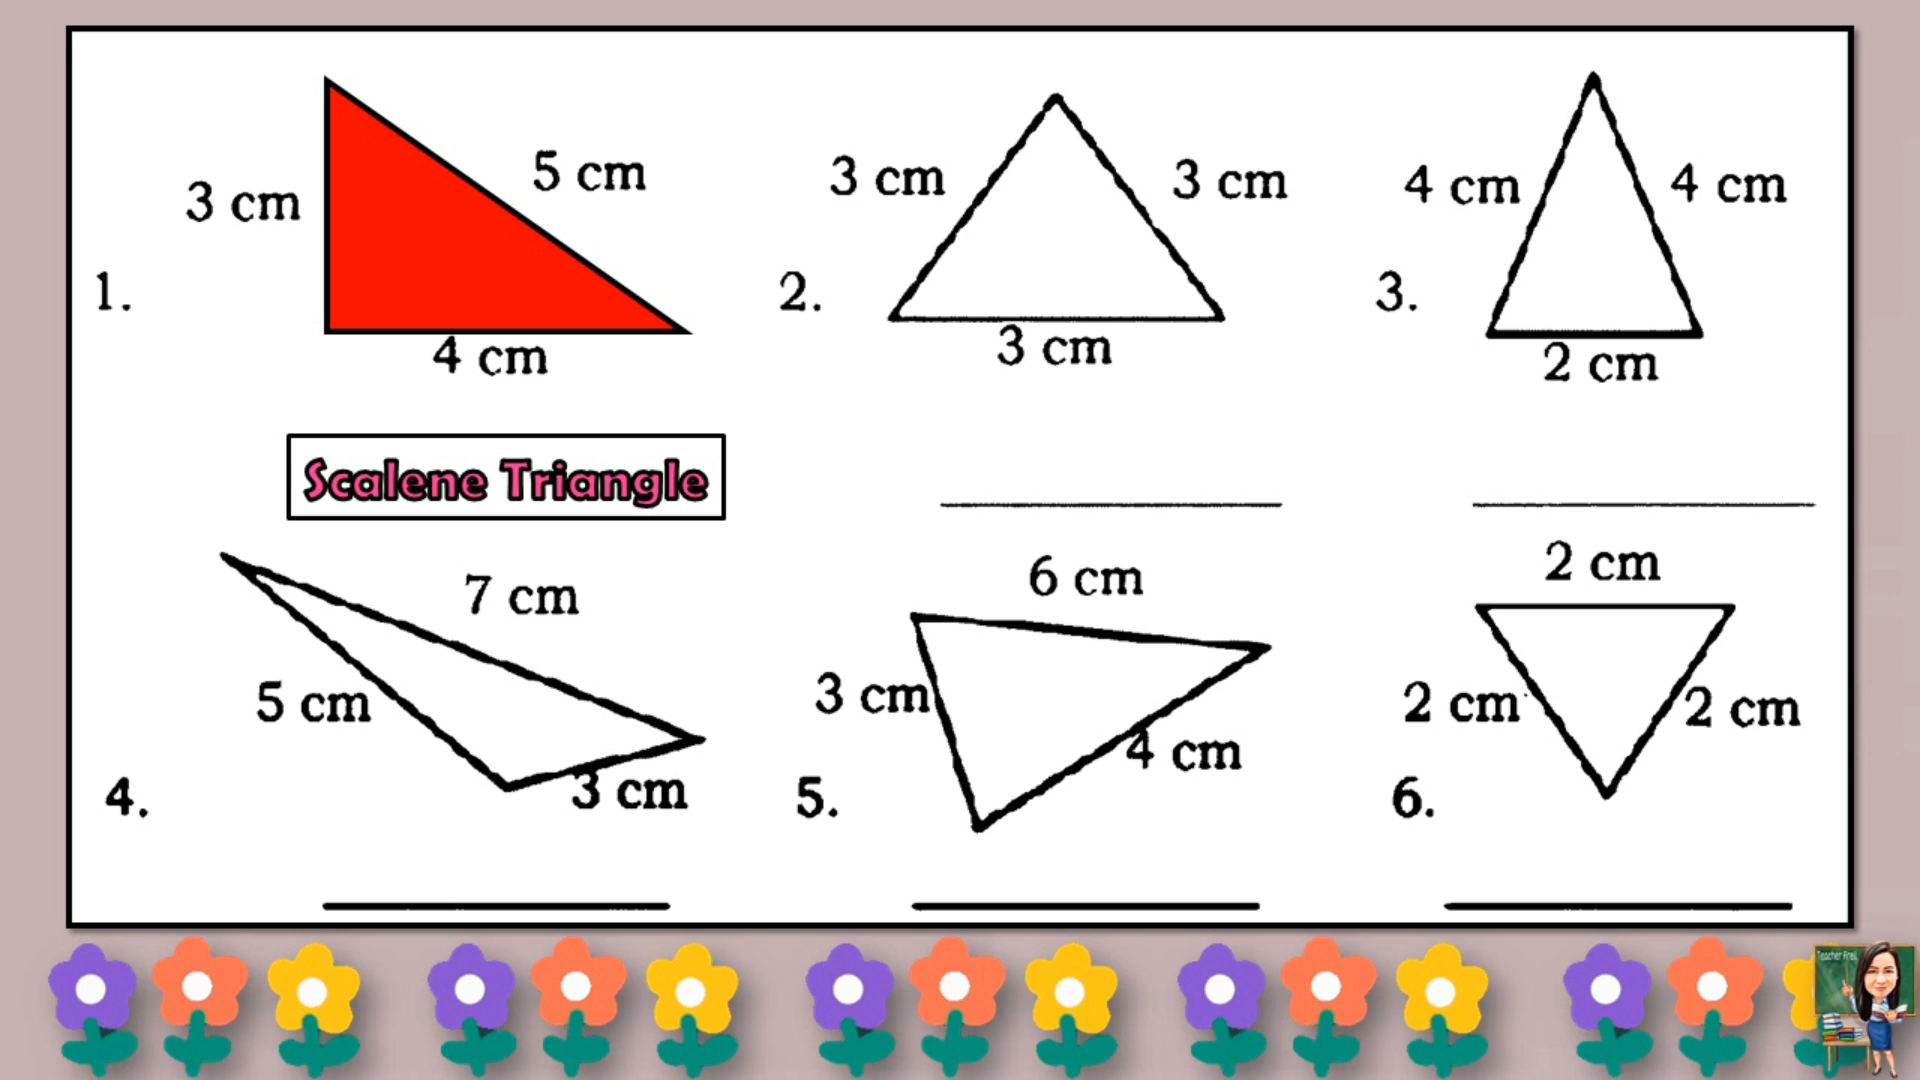 3 cm
5 cm
1.
4 cm
3 cm
3 cm
2.
3 cm
4 cm
4 cm
3.
2 cm
Scalene Triangle
7 cm
5 cm
4.
3 cm
6 cm
3 cm
4 cm
5.
2 cm
2 cm
2 cm
6.
Teacher